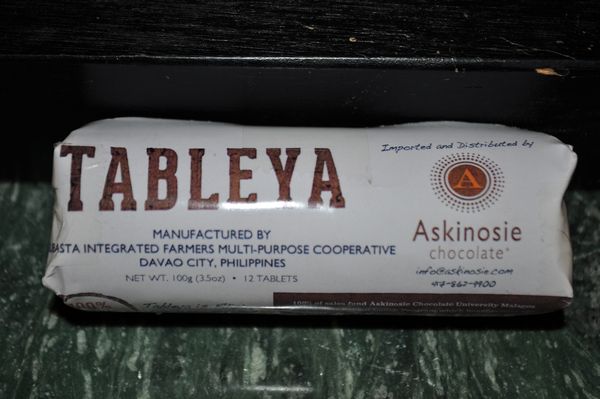 TABLEYA
MANUFACTURED BY
BASTA INTEGRATED FARMERS MULTI-PURPOSE COOPERATIVE
DAVAO CITY, PHILIPPINES
NET WT. 100g (3.5oz) • 12 TABLETS
Imported and Distributed by
A
Askinosie
chocolate
info@askinosie.com
417-862-9900
100%
100% of sales fund Askinosie Chocolate University Malagos